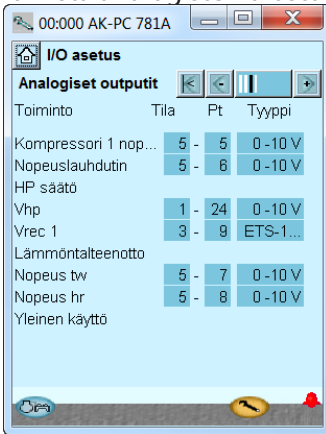 00:000 AK-PC 781A
I/O asetus
Analogiset outputit
Toiminto Tila Pt Tyyppi
Kompressori 1 nop... 5 - 5 0 -10 V
Nopeuslauhdutin 5 - 6 0 -10 V
HP säätö
Vhp 1 - 24 0 -10 V
Vrec 1 3 - 9 ETS-1...
Lämmöntalteenotto
Nopeus tw 5 - 7 0 -10 V
Nopeus hr 5 - 8 0 -10 V
Yleinen käyttö